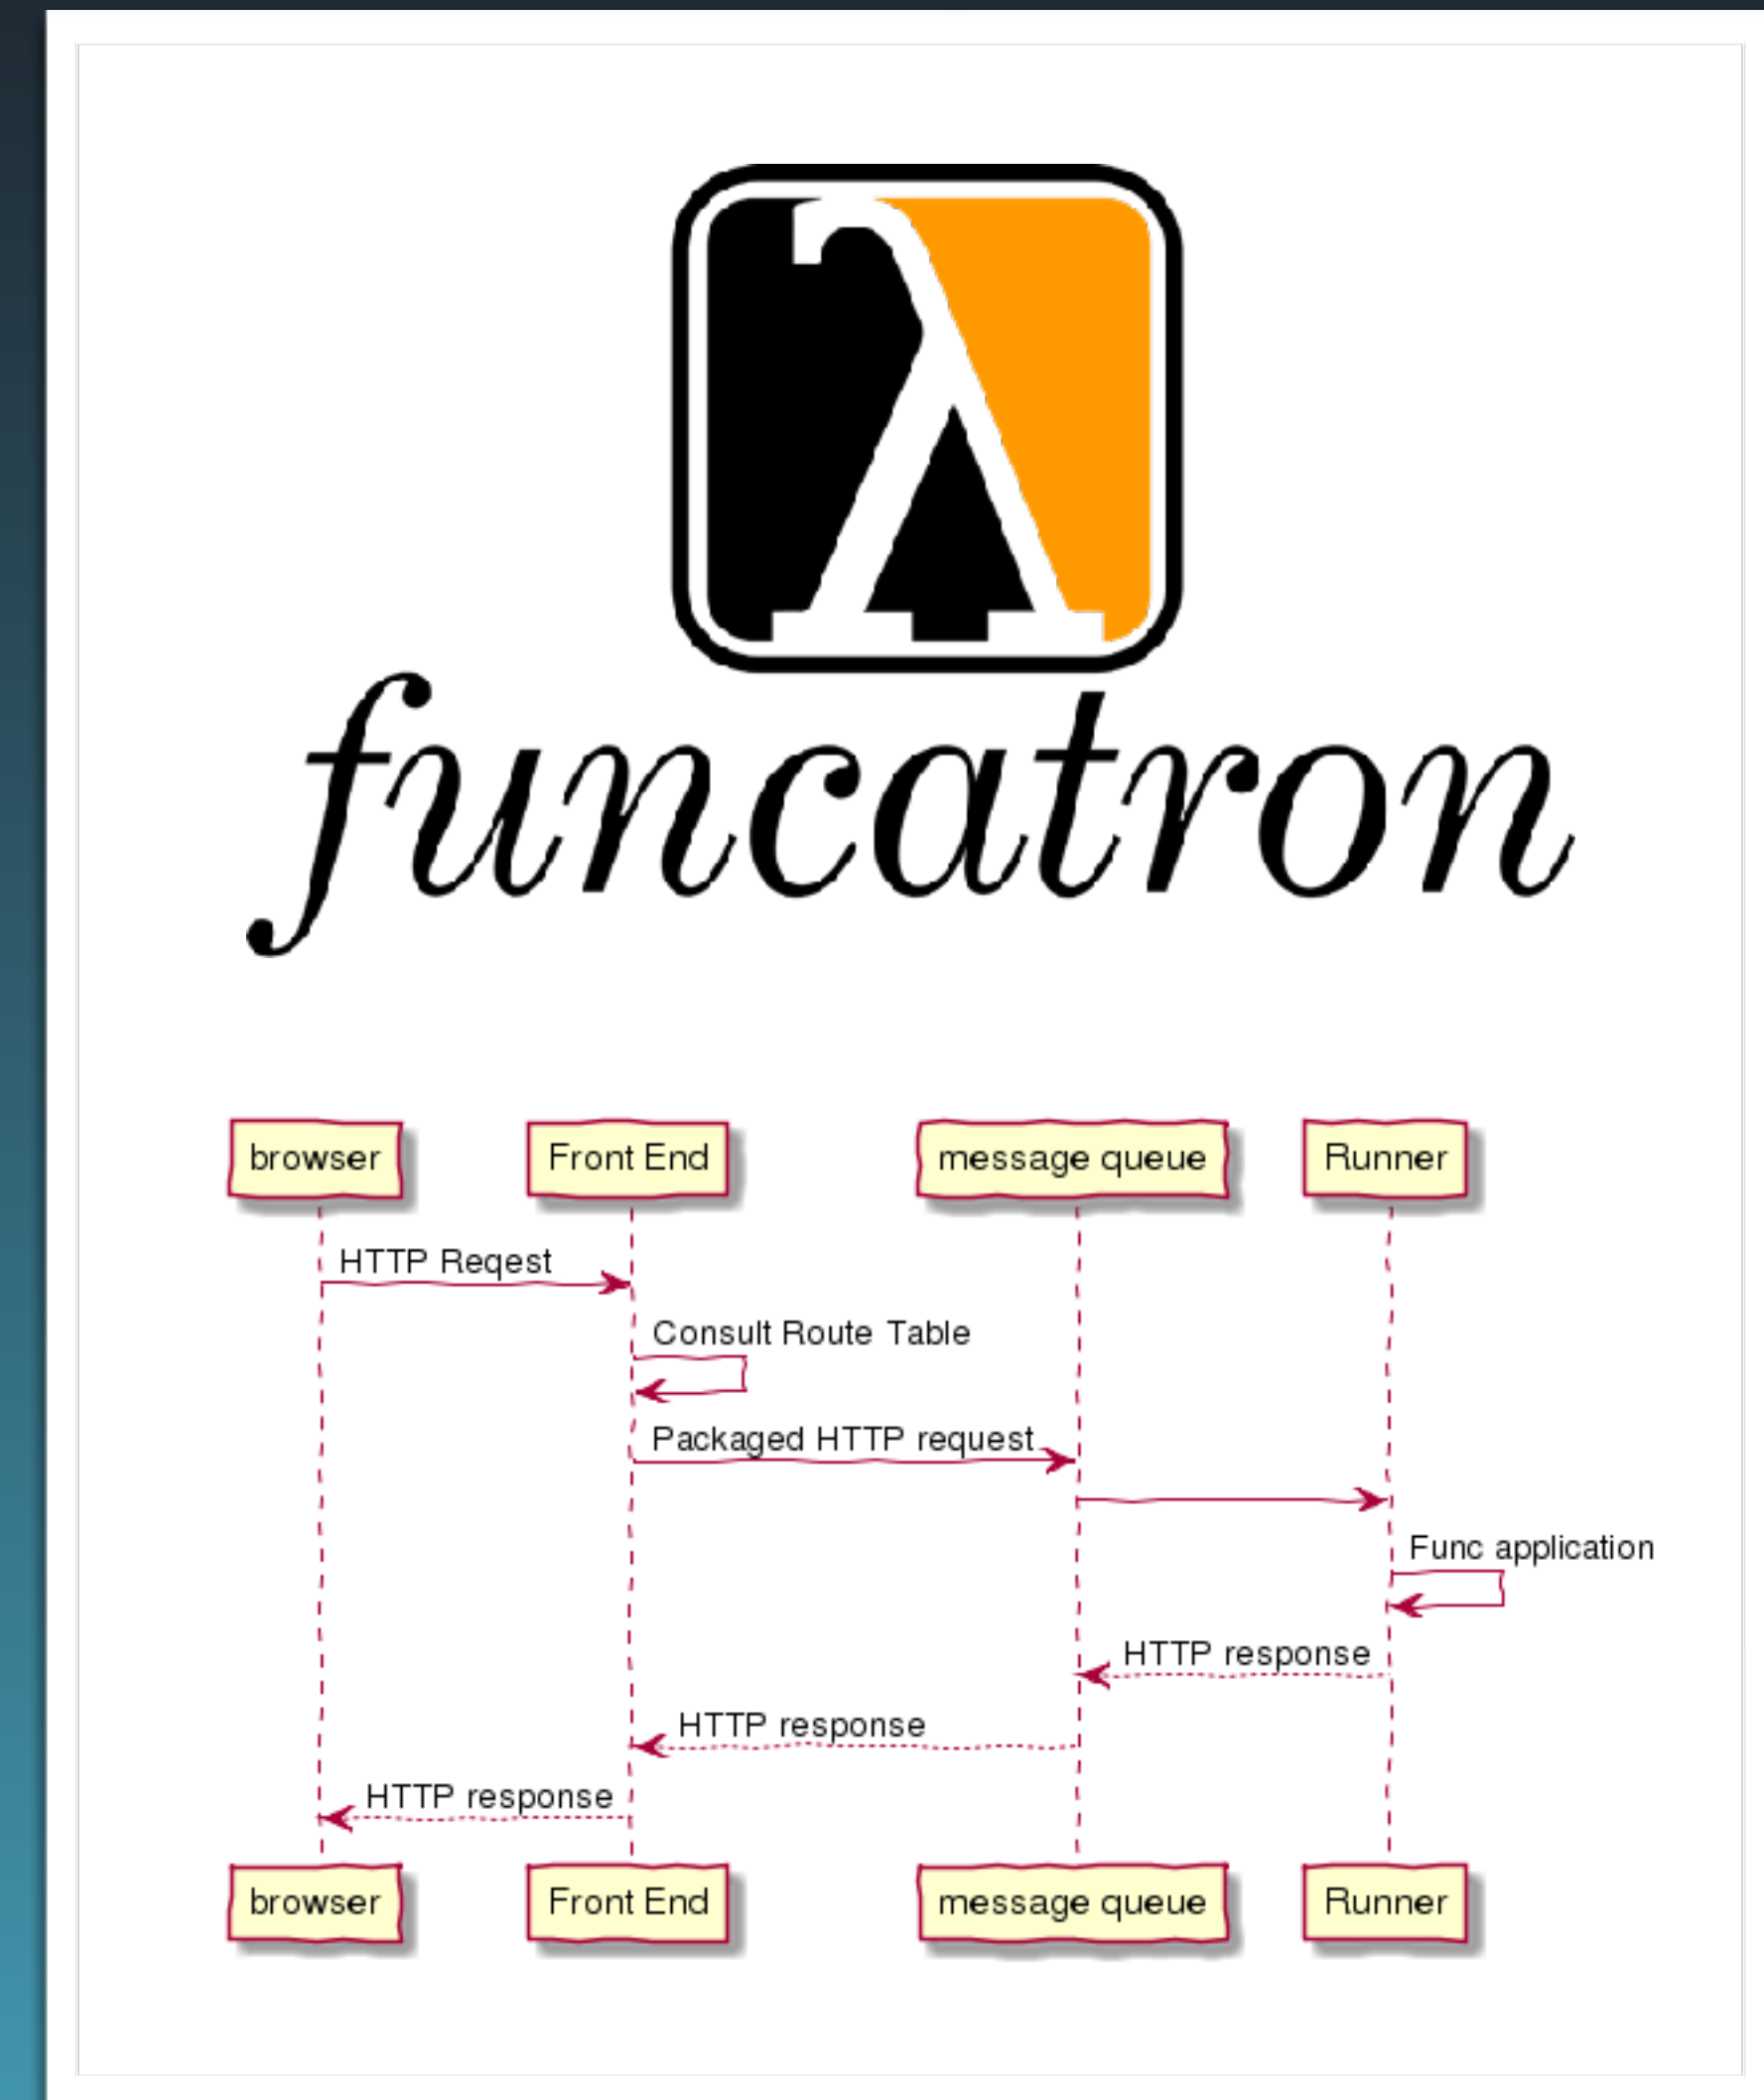 funcatron
browser Front End message queue Runner
HTTP Reqest
Consult Route Table
Packaged HTTP request
Func application
HTTP response
HTTP response
HTTP response
browser Front End message queue Runner